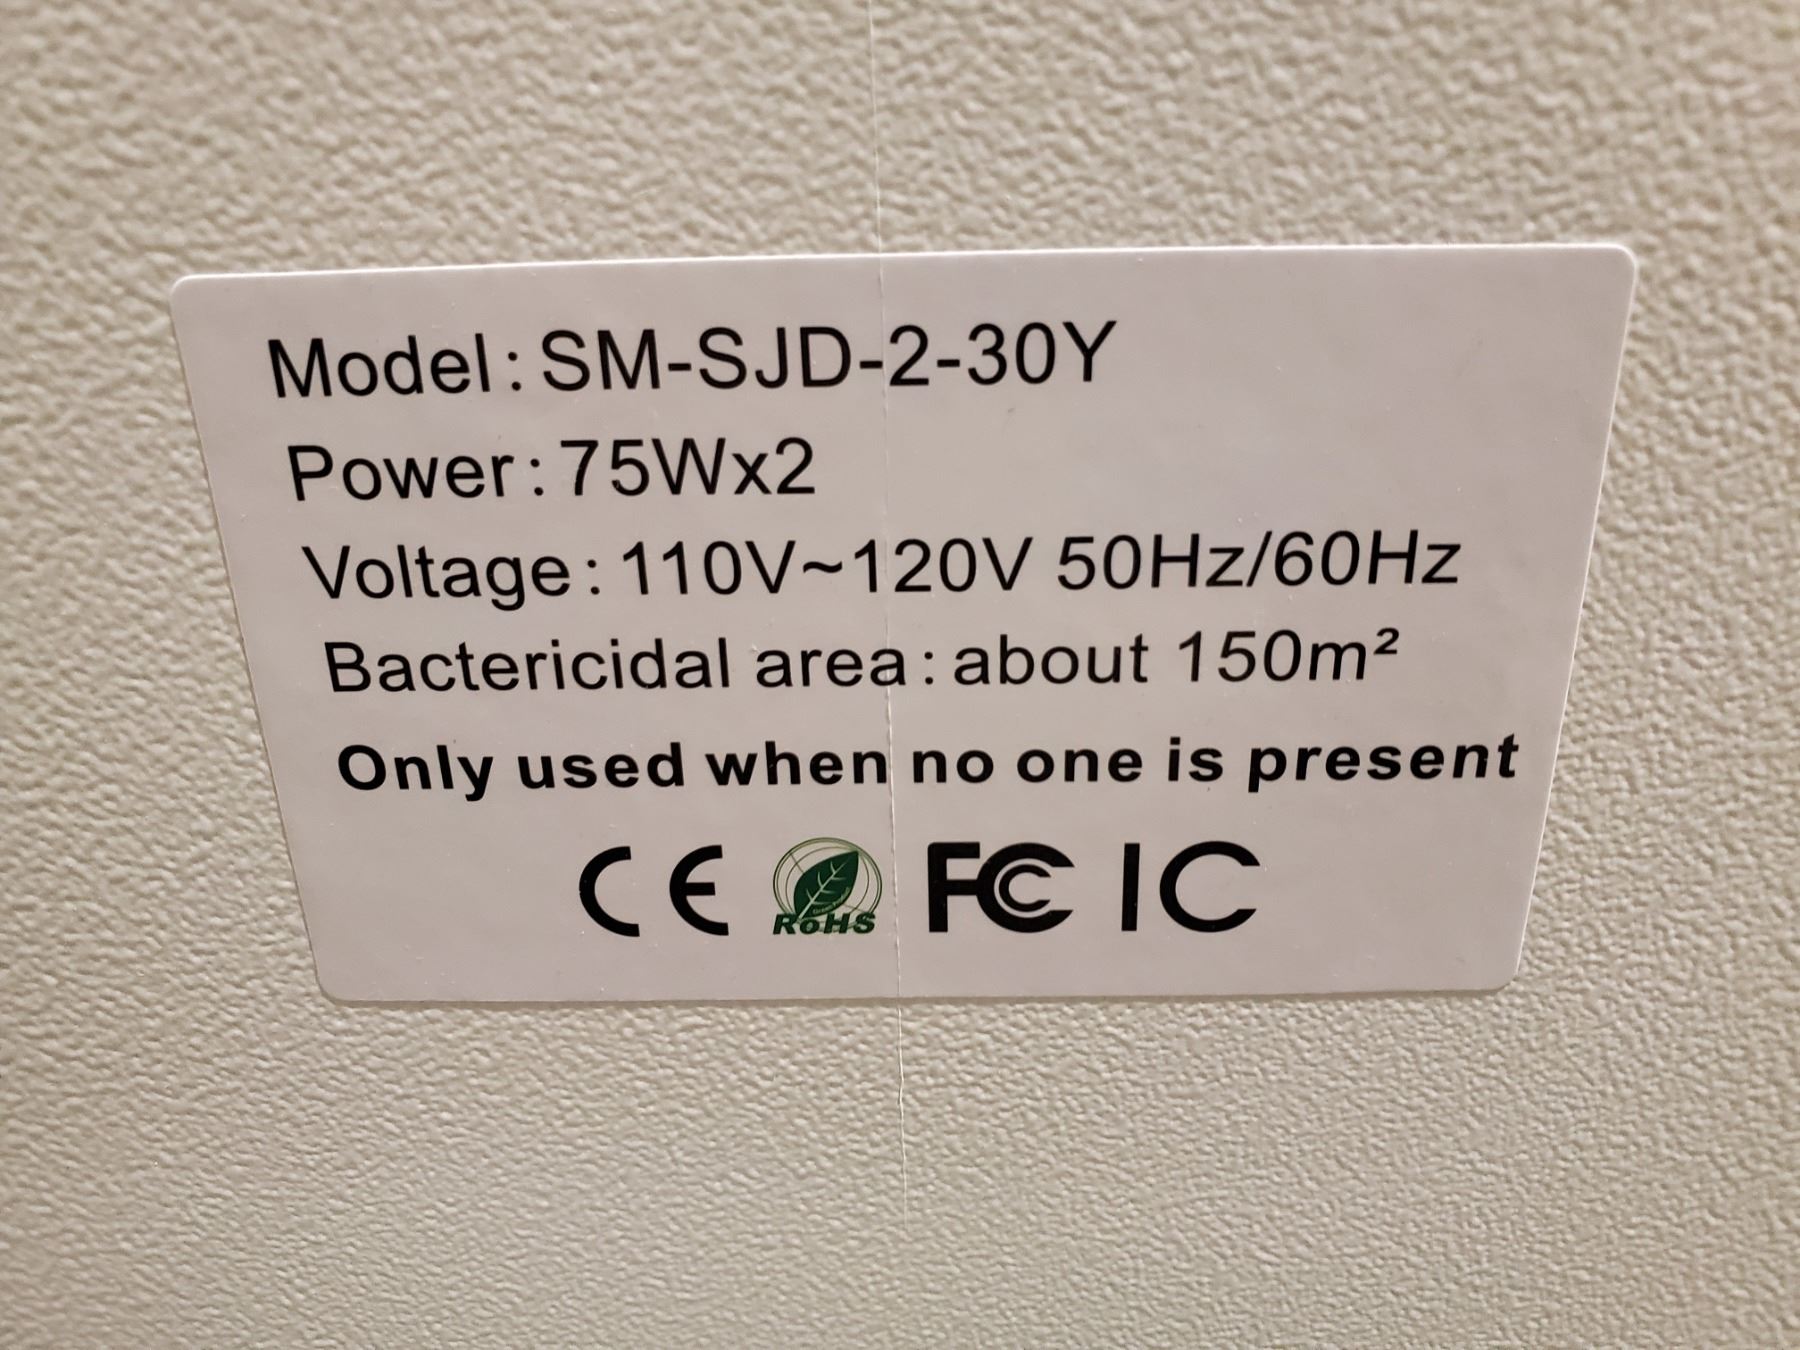 Model: SM-SJD-2-30Y
Power: 75Wx2
Voltage: 110V~120V 50Hz/60Hz
Bactericidal area: about 150m²
Only used when no one is present
CE RoHS FCC IC